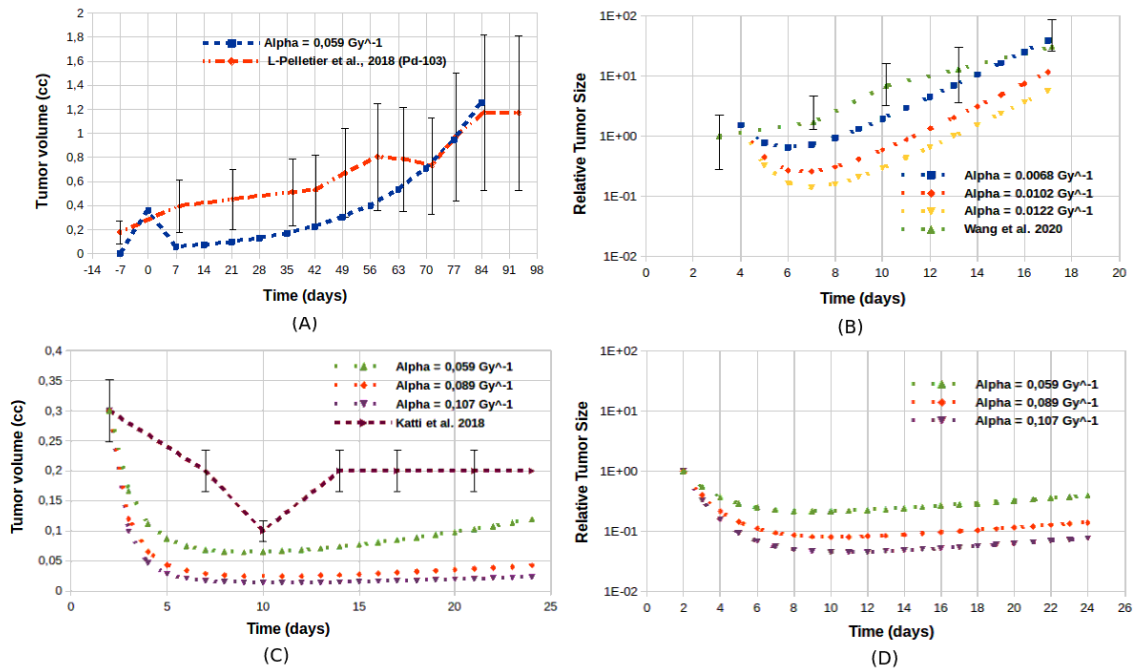 2
1,8
1,6
1,4
1,2
1
0,8
0,6
0,4
0,2
0
Tumor volume (cc)
Alpha = 0,059 Gy^-1
L-Pelletier et al., 2018 (Pd-103)
-14 -7 0 7 14 21 28 35 42 49 56 63 70 77 84 91 98
Time (days)
(A)
1E+02
1E+01
1E+00
1E-01
1E-02
Relative Tumor Size
Alpha = 0.0068 Gy^-1
Alpha = 0.0102 Gy^-1
Alpha = 0.0122 Gy^-1
Wang et al. 2020
0 2 4 6 8 10 12 14 16 18 20
Time (days)
(B)
0,4
0,35
0,3
0,25
0,2
0,15
0,1
0,05
0
Tumor volume (cc)
Alpha = 0,059 Gy^-1
Alpha = 0,089 Gy^-1
Alpha = 0,107 Gy^-1
Katti et al. 2018
0 5 10 15 20 25
Time (days)
(C)
1E+02
1E+01
1E+00
1E-01
1E-02
Relative Tumor Size
Alpha = 0,059 Gy^-1
Alpha = 0,089 Gy^-1
Alpha = 0,107 Gy^-1
0 2 4 6 8 10 12 14 16 18 20 22 24 26
Time (days)
(D)